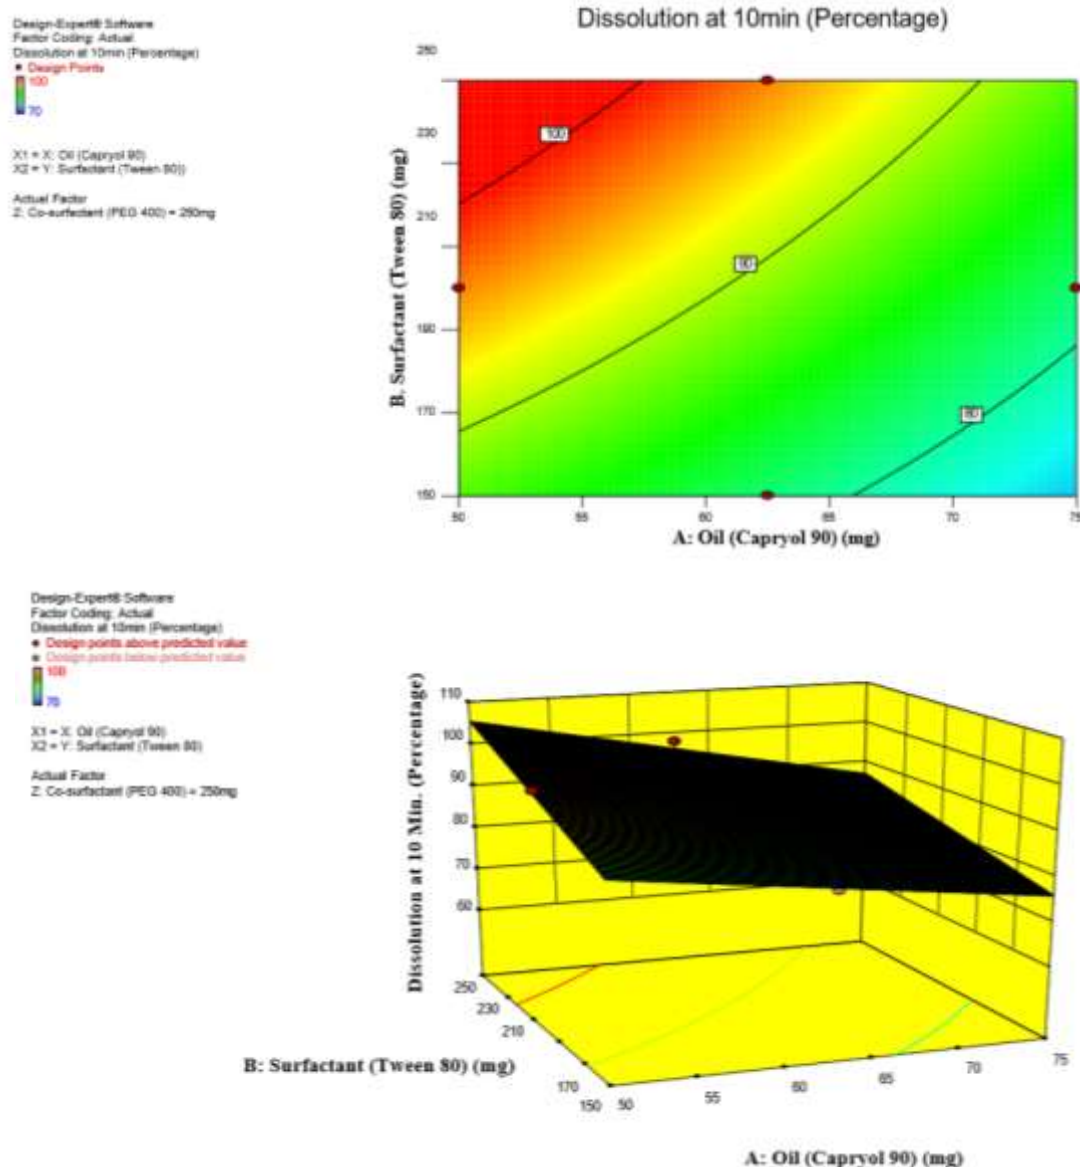 Dissolution at 10min (Percentage)
Design-Expert® Software
Factor Coding: Actual
Dissolution at 10min (Percentage)
Design Points
100
70
X1 = X: Oil (Capryol 90)
X2 = Y: Surfactant (Tween 80))
Actual Factor
Z: Co-surfactant (PEG 400) = 250mg
B. Surfactant (Tween 80) (mg)
250
230
210
190
170
150
100
90
80
50
55
60
65
70
75
A: Oil (Capryol 90) (mg)
Design-Expert® Software
Factor Coding: Actual
Dissolution at 10min (Percentage)
Design points above predicted value
Design points below predicted value
100
70
X1 = X: Oil (Capryol 90)
X2 = Y: Surfactant (Tween 80)
Actual Factor
Z: Co-surfactant (PEG 400) = 250mg
Dissolution at 10 Min. (Percentage)
110
100
90
80
70
60
250
230
210
170
150
B: Surfactant (Tween 80) (mg)
50
55
60
65
70
75
A: Oil (Capryol 90) (mg)